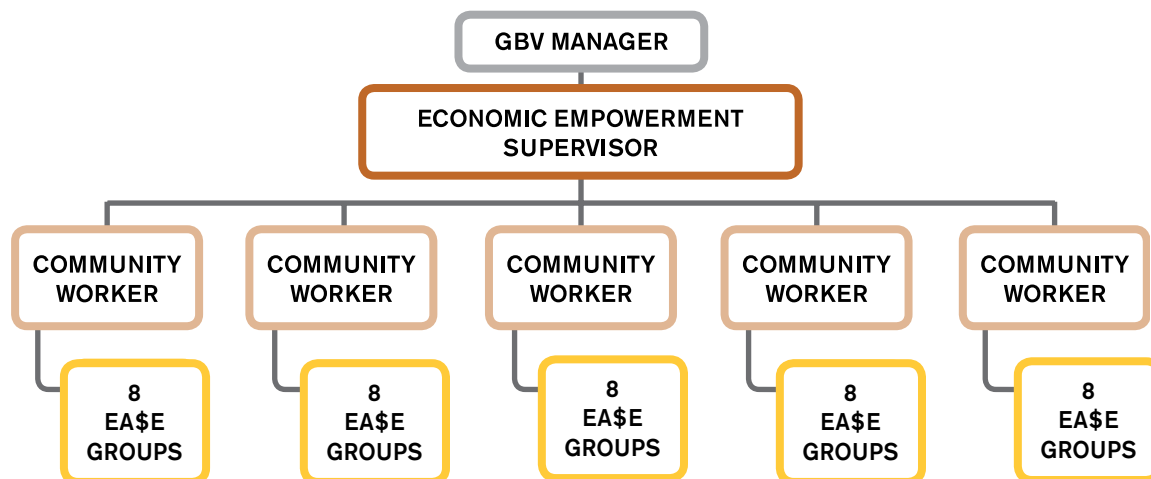 GBV MANAGER
ECONOMIC EMPOWERMENT
SUPERVISOR
COMMUNITY
WORKER
COMMUNITY
WORKER
COMMUNITY
WORKER
COMMUNITY
WORKER
COMMUNITY
WORKER
8
EA$E
GROUPS
8
EA$E
GROUPS
8
EA$E
GROUPS
8
EA$E
GROUPS
8
EA$E
GROUPS